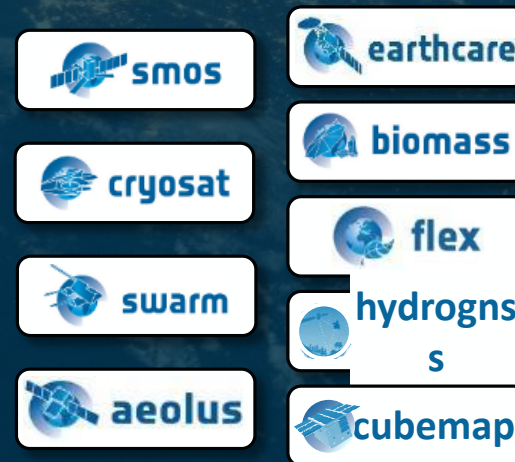 smos
cryosat
swarm
aeolus
earthcare
biomass
flex
hydrogns
s
cubemap